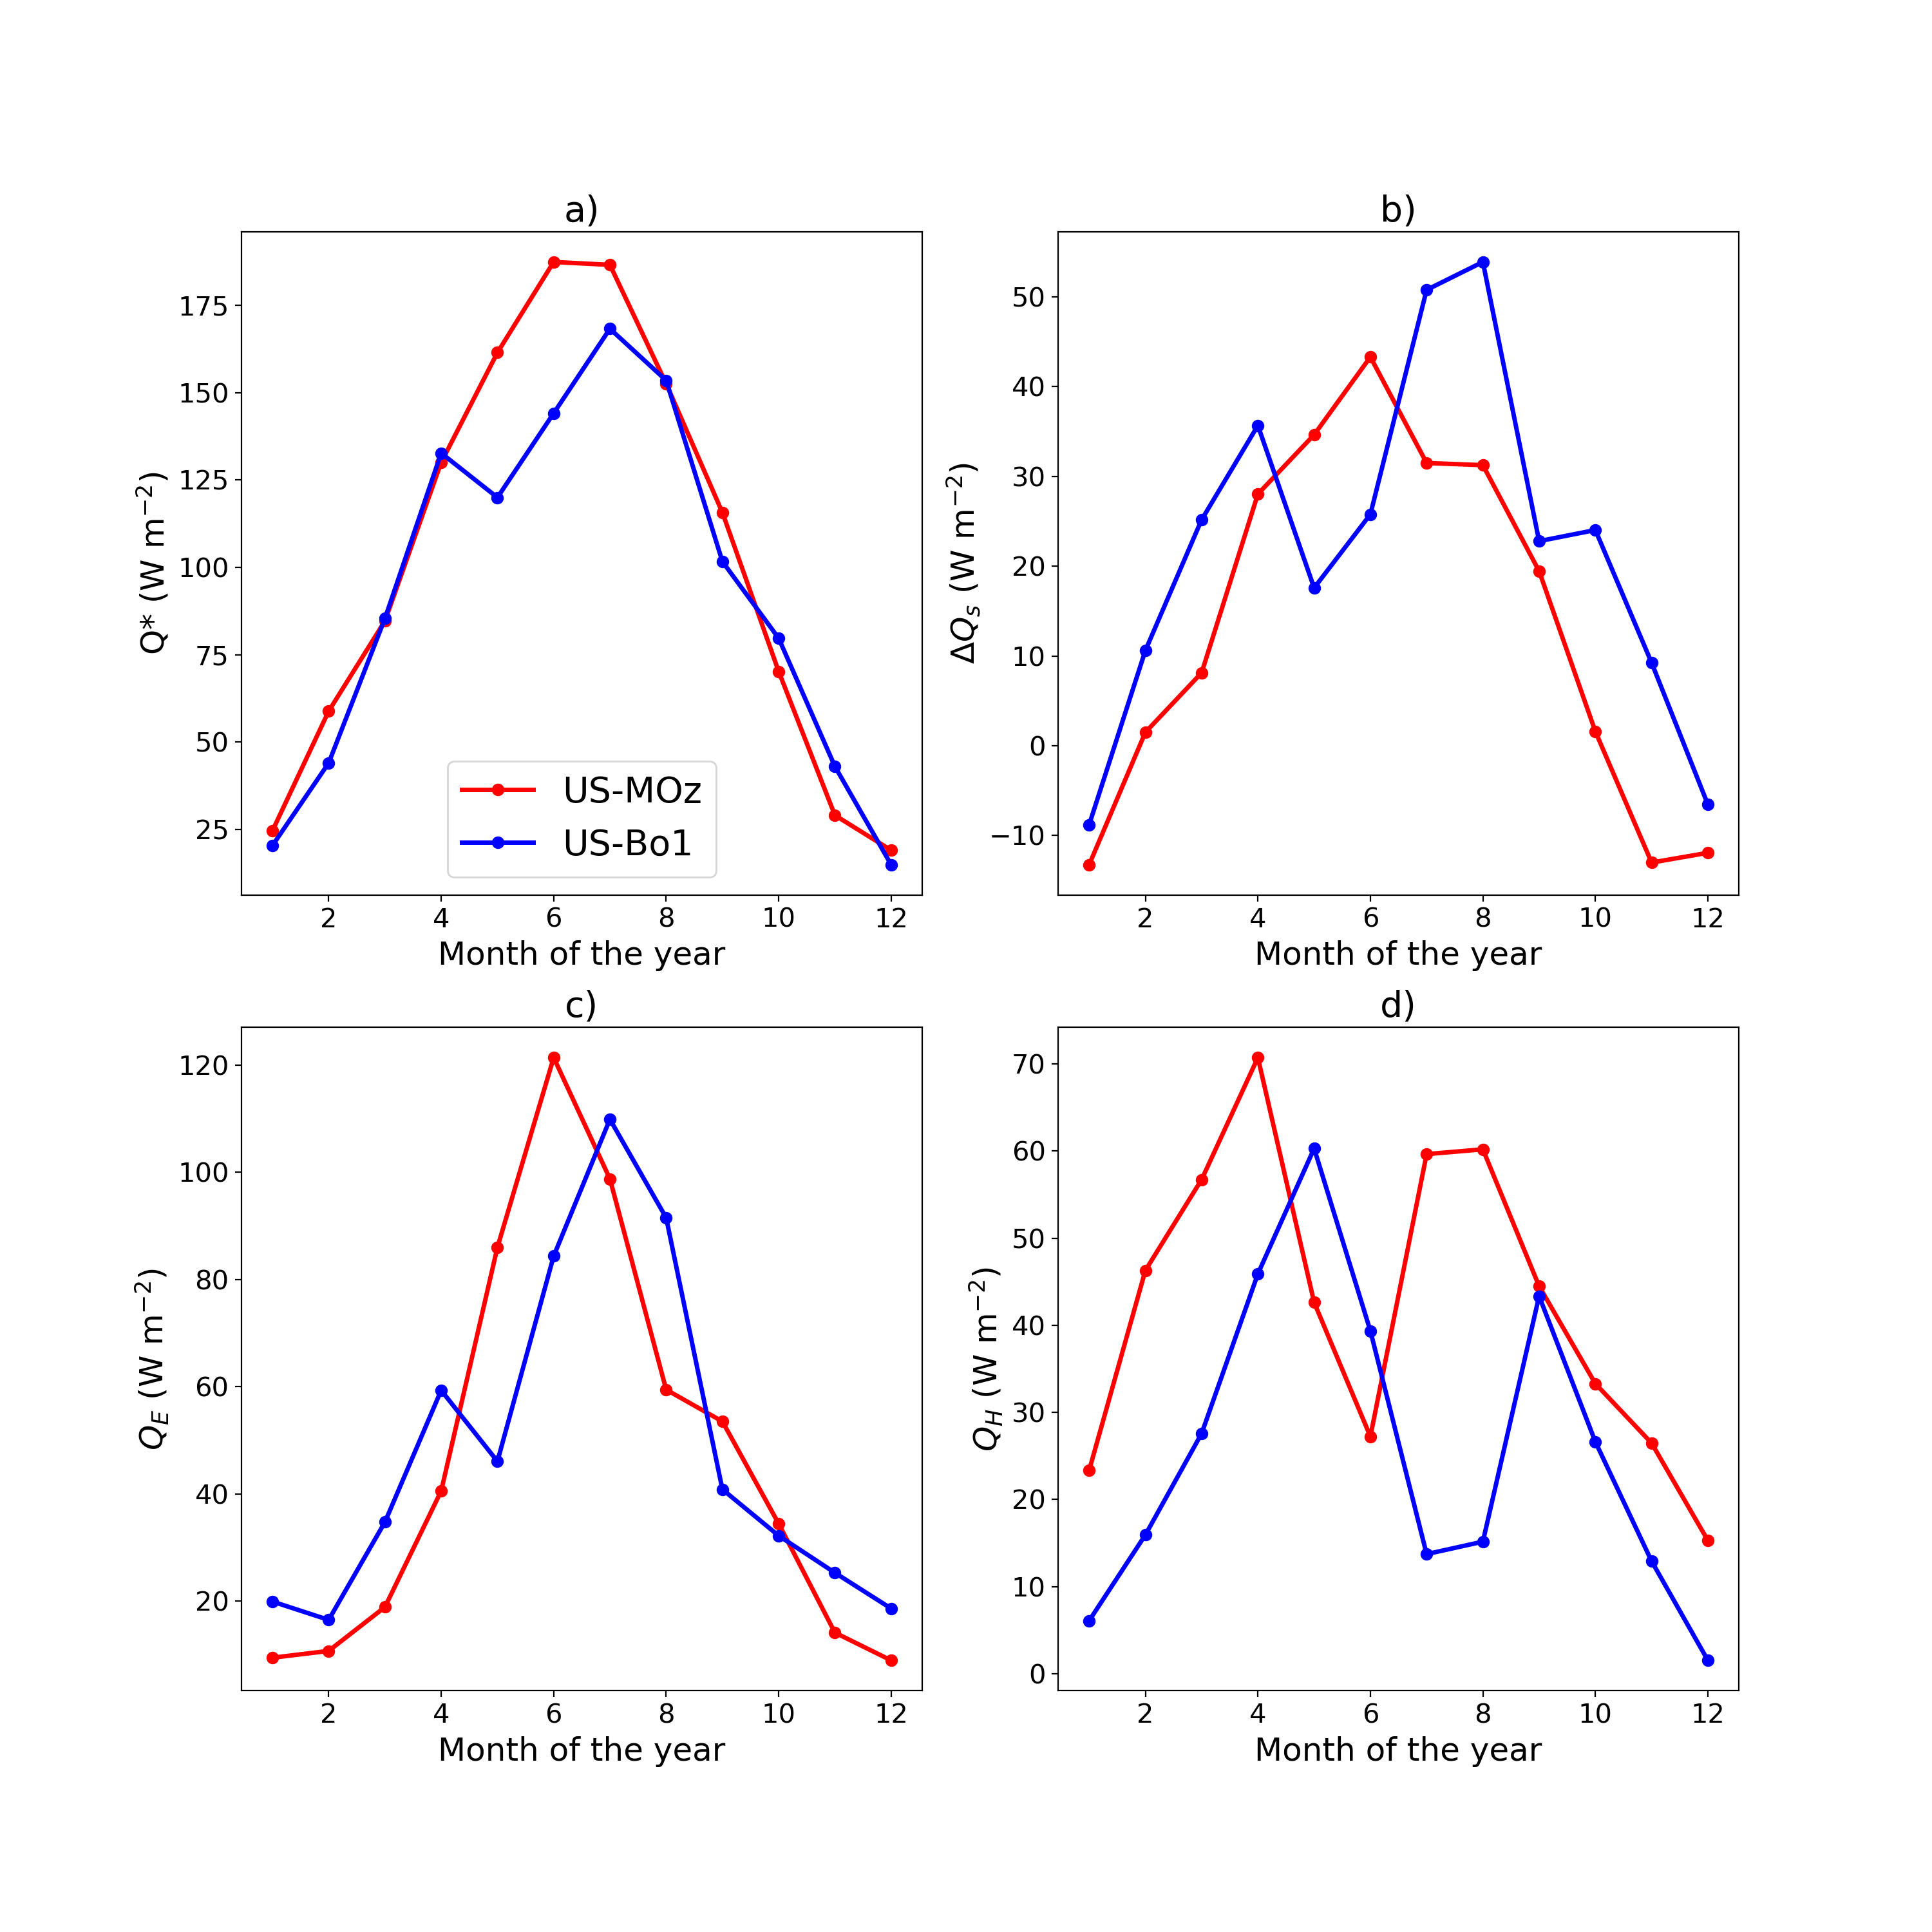 a)
Q* (W m⁻²)
175
150
125
100
75
50
25
US-MOz
US-Bo1
2 4 6 8 10 12
Month of the year
b)
ΔQₛ (W m⁻²)
50
40
30
20
10
0
−10
2 4 6 8 10 12
Month of the year
c)
Q_E (W m⁻²)
120
100
80
60
40
20
2 4 6 8 10 12
Month of the year
d)
Q_H (W m⁻²)
70
60
50
40
30
20
10
0
2 4 6 8 10 12
Month of the year